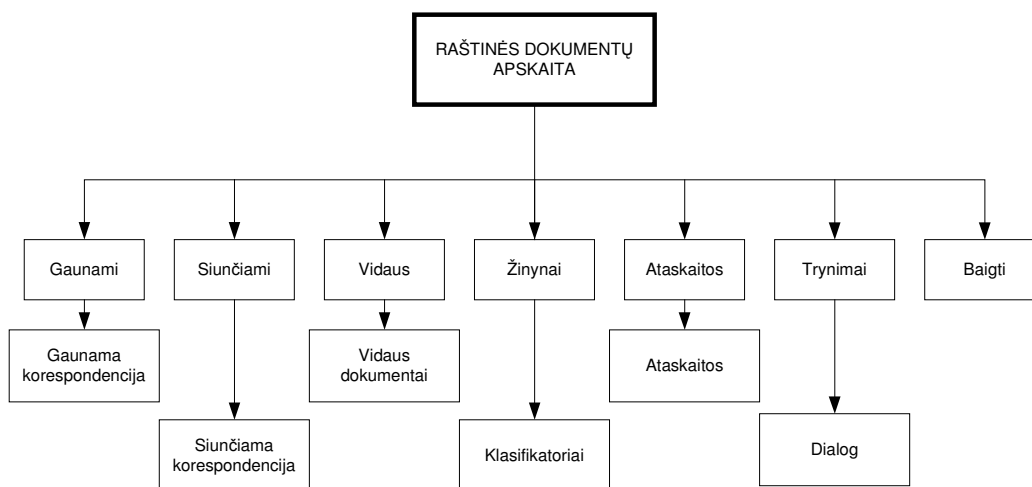 RAŠTINĖS DOKUMENTŲ
APSKAITA
Gaunami
Siunčiami
Vidaus
Žinynai
Ataskaitos
Trynimai
Baigti
Gaunama
korespondencija
Vidaus
dokumentai
Ataskaitos
Siunčiama
korespondencija
Klasifikatoriai
Dialog